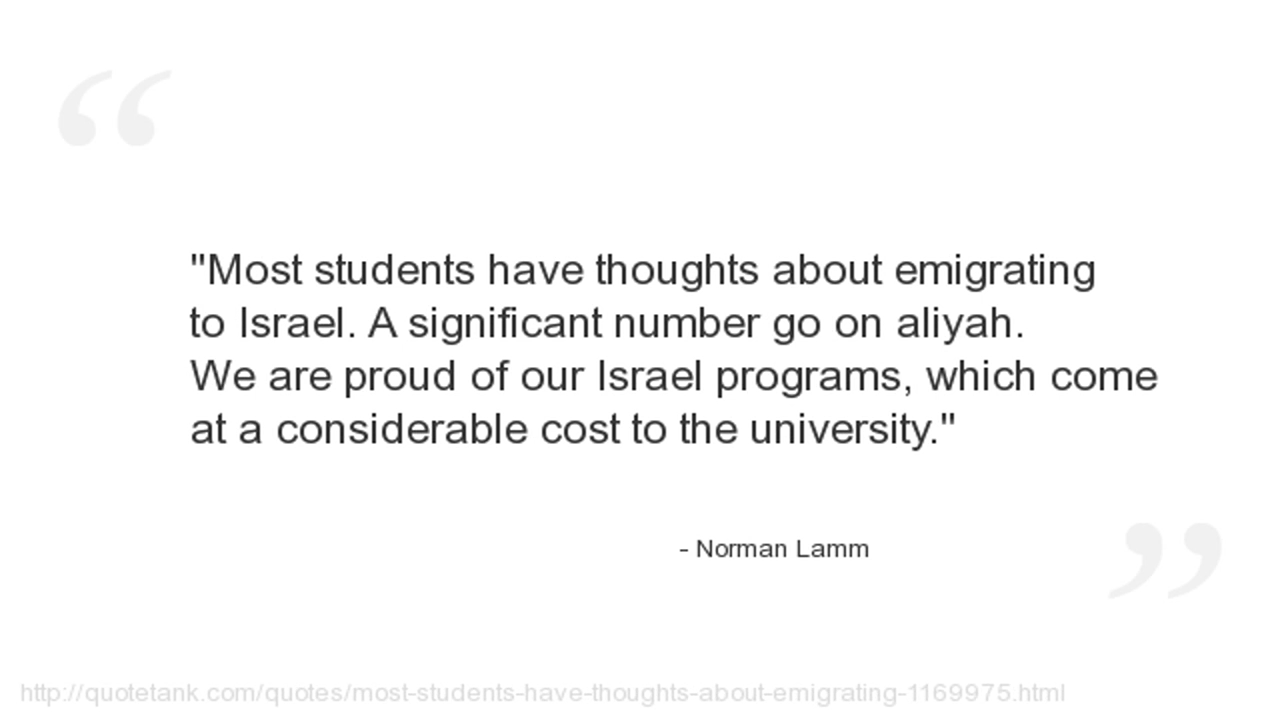 "Most students have thoughts about emigrating
to Israel. A significant number go on aliyah.
We are proud of our Israel programs, which come
at a considerable cost to the university."
- Norman Lamm
http://quotetank.com/quotes/most-students-have-thoughts-about-emigrating-1169975.html